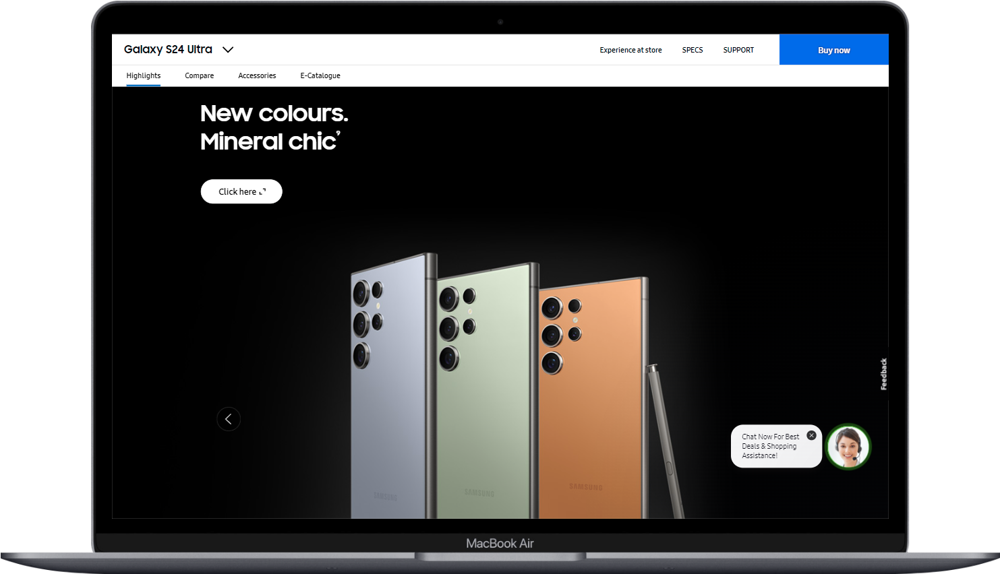 Galaxy S24 Ultra
Experience at store
SPECS
SUPPORT
Buy now
Highlights
Compare
Accessories
E-Catalogue
New colours.
Mineral chic⁹
Click here
SAMSUNG
SAMSUNG
SAMSUNG
Feedback
Chat Now For Best
Deals & Shopping
Assistance!
MacBook Air